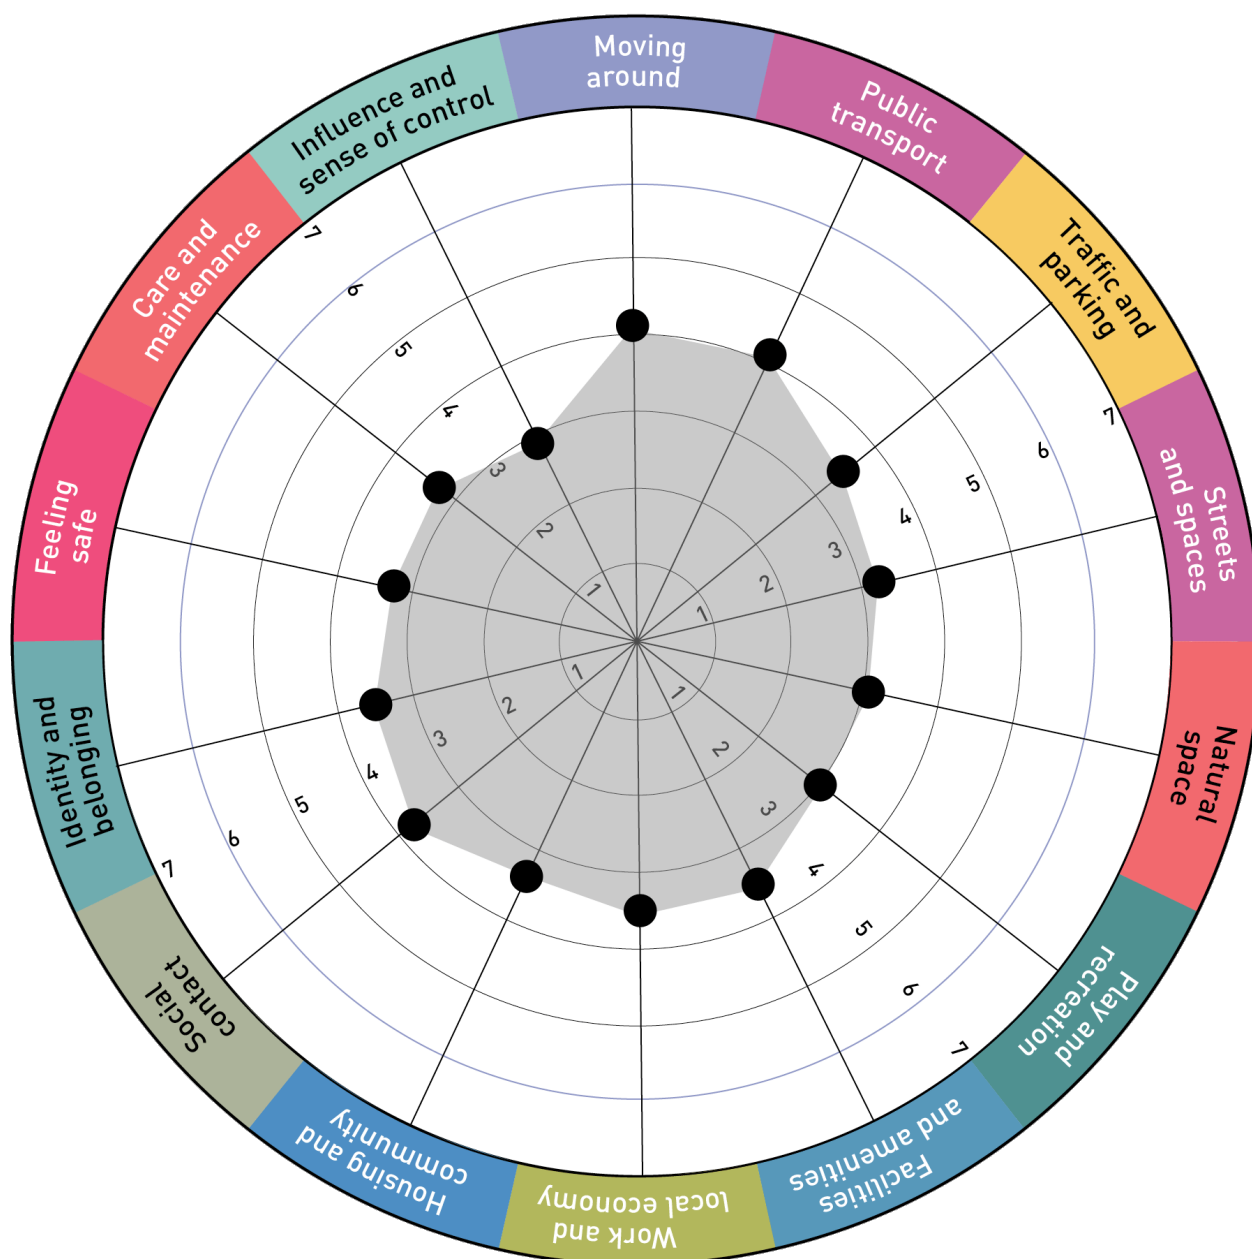 Moving
around
Public
transport
Traffic and
parking
Streets
and spaces
Natural
space
Play and
recreation
Facilities
and amenities
Work and
local economy
Housing and
community
Social
contact
Identity and
belonging
Feeling
safe
Care and
maintenance
Influence and
sense of control
7
6
5
4
3
2
1
7
6
5
4
3
2
1
1
2
3
4
5
6
7
1
2
3
4
5
6
7